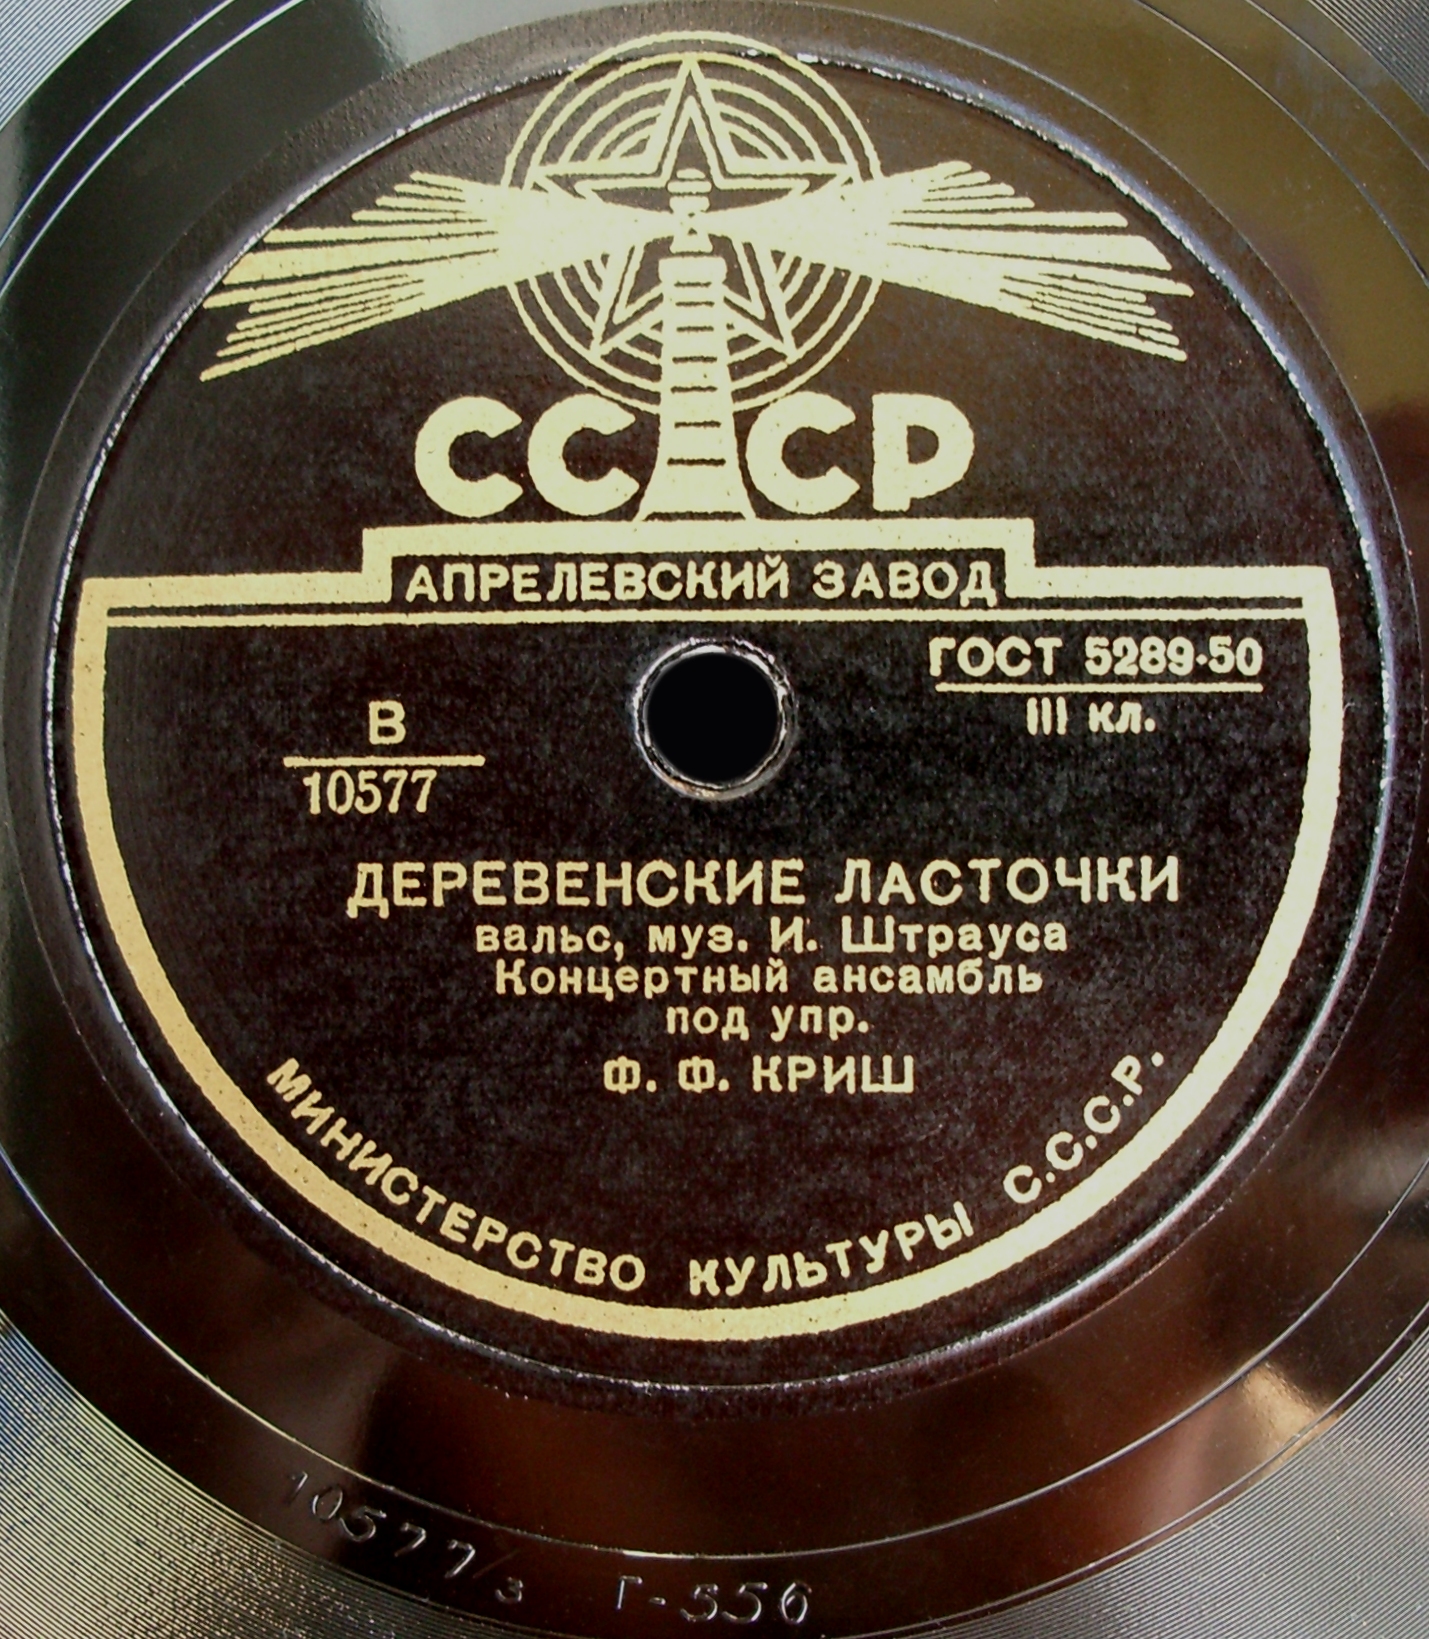 СССР
АПРЕЛЕВСКИЙ ЗАВОД
ГОСТ 5289-50
III кл.
В
10577
ДЕРЕВЕНСКИЕ ЛАСТОЧКИ
вальс, муз. И. Штрауса
Концертный ансамбль
под упр.
Ф. Ф. КРИШ
МИНИСТЕРСТВО КУЛЬТУРЫ С.С.С.Р.
10577/3 Г-556